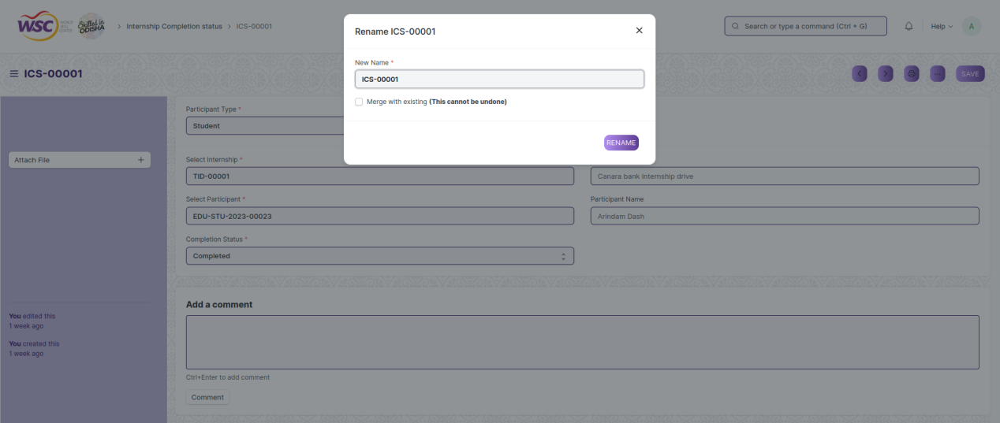 WSC WORLD SKILL CENTER Skilled in ODISHA > Internship Completion status > ICS-00001
Search or type a command (Ctrl + G)
Help
A
Rename ICS-00001
New Name *
ICS-00001
Merge with existing (This cannot be undone)
RENAME
ICS-00001
SAVE
Attach File +
You edited this
1 week ago
You created this
1 week ago
Participant Type *
Student
Select Internship *
TID-00001
Canara bank internship drive
Select Participant *
EDU-STU-2023-00023
Participant Name
Arindam Dash
Completion Status *
Completed
Add a comment
Ctrl+Enter to add comment
Comment